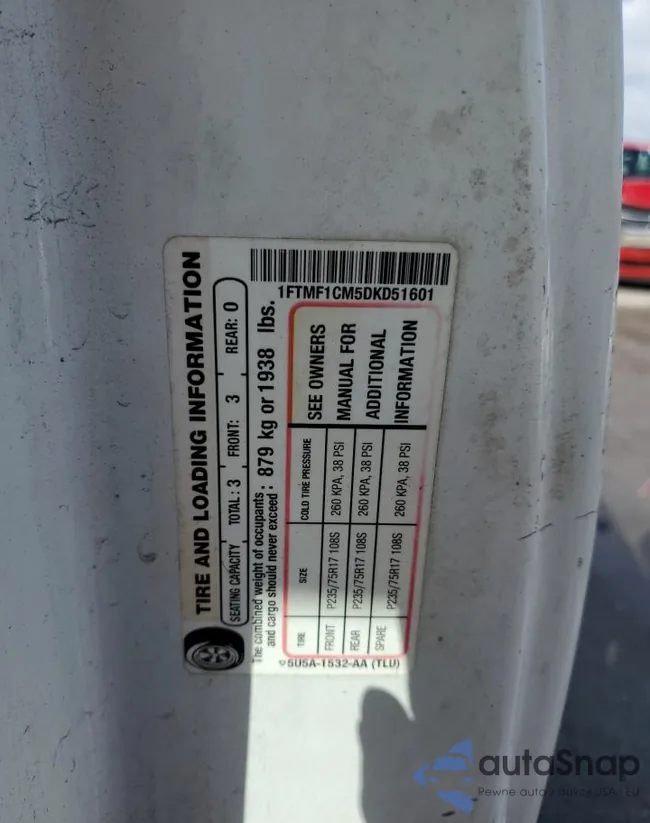 1FTMF1CM5DKD51601
TIRE AND LOADING INFORMATION
SEATING CAPACITY TOTAL: 3 FRONT: 3 REAR: 0
The combined weight of occupants and cargo should never exceed: 879 kg or 1938 lbs.
TIRE SIZE COLD TIRE PRESSURE
FRONT P235/75R17 108S 260 KPA, 38 PSI
REAR P235/75R17 108S 260 KPA, 38 PSI
SPARE P235/75R17 108S 260 KPA, 38 PSI
SEE OWNERS
MANUAL FOR
ADDITIONAL
INFORMATION
5U5A-1532-AA (TLU)
autaSnap